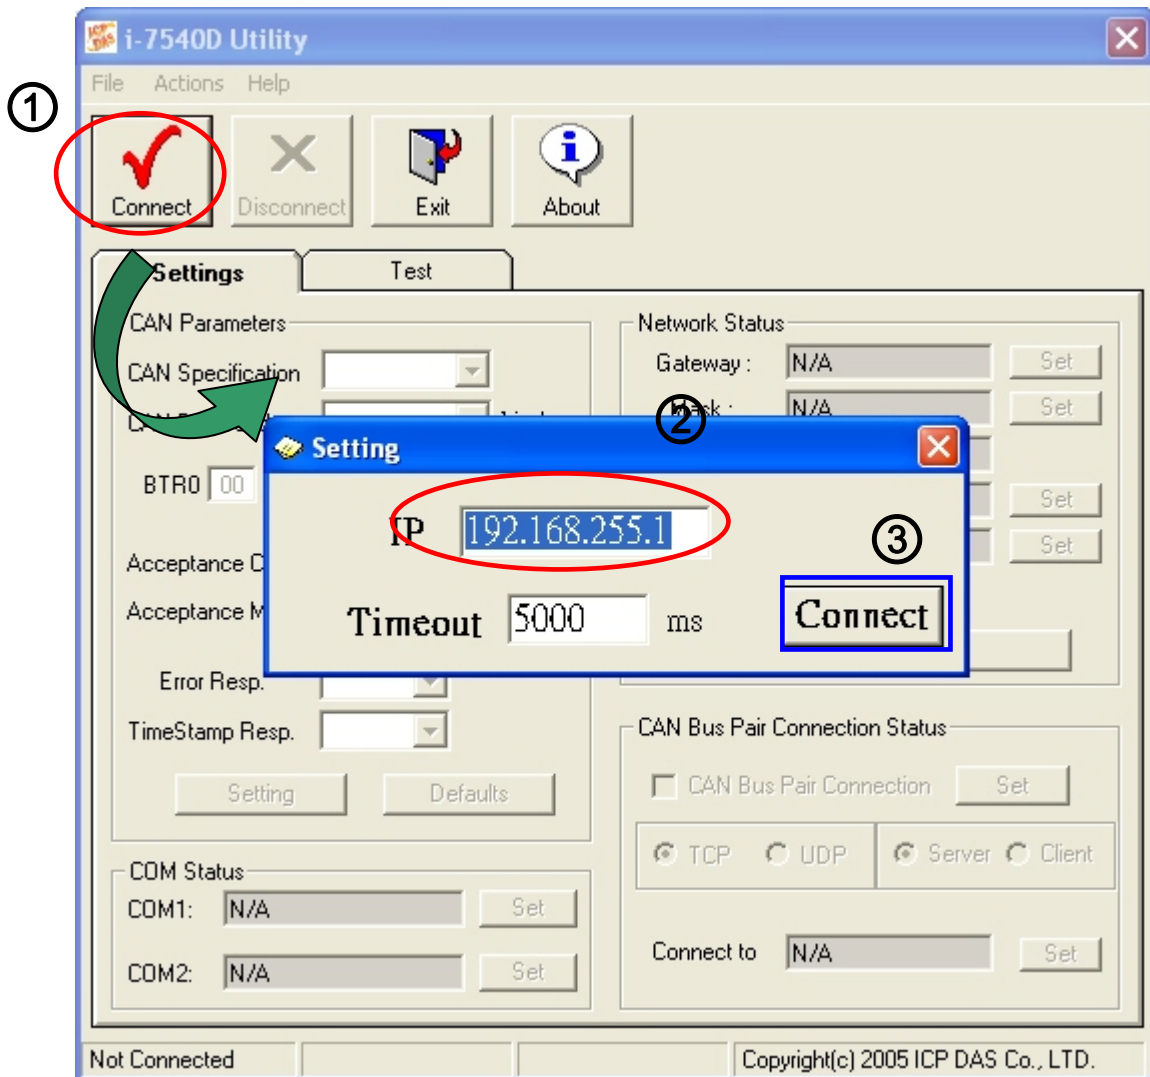 i-7540D Utility
File Actions Help
①
Connect Disconnect Exit About
Settings Test
CAN Parameters
CAN Specification
BTR0 00
Acceptance
Acceptance
Error Resp.
TimeStamp Resp.
Setting Defaults
COM Status
COM1: N/A Set
COM2: N/A Set
Network Status
Gateway : N/A Set
Mask : N/A Set
Set
Set
②
Setting
IP 192.168.255.1
③
Timeout 5000 ms Connect
CAN Bus Pair Connection Status
CAN Bus Pair Connection Set
TCP UDP Server Client
Connect to N/A Set
Not Connected Copyright(c) 2005 ICP DAS Co., LTD.